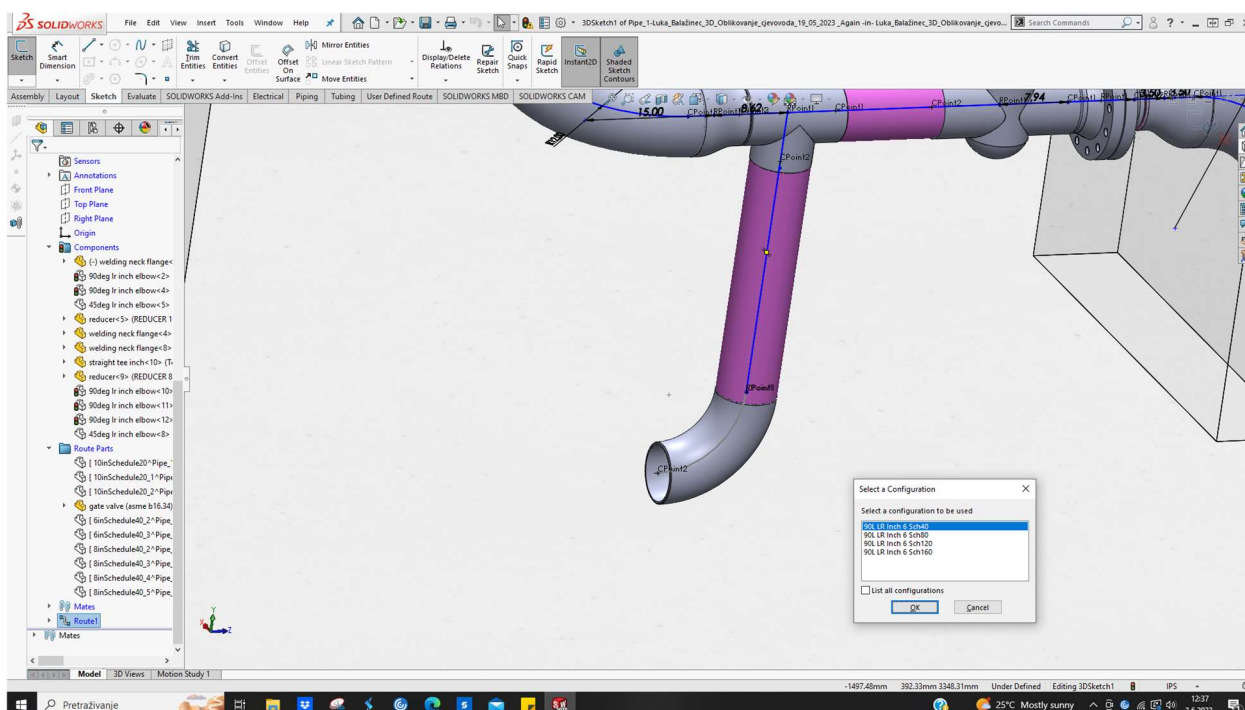 SOLIDWORKS File Edit View Insert Tools Window Help 3DSketch1 of Pipe_1-Luka_Balažinec_3D_Oblikovanje_cjevovoda_19_05_2023 _Again -in- Luka_Balažinec_3D_Oblikovanje_cjevo... Search Commands
Sketch Smart Dimension Trim Entities Convert Entities Offset Entities Offset On Surface Mirror Entities Linear Sketch Pattern Move Entities Display/Delete Relations Repair Sketch Quick Snaps Rapid Sketch Instant2D Shaded Sketch Contours
Assembly Layout Sketch Evaluate SOLIDWORKS Add-Ins Electrical Piping Tubing User Defined Route SOLIDWORKS MBD SOLIDWORKS CAM
15.00 8.62 RPoint1 CPoint1 CPoint2 7.94
CPoint2
Sensors
Annotations
Front Plane
Top Plane
Right Plane
Origin
Components
(-) welding neck flange<
90deg lr inch elbow<2>
90deg lr inch elbow<4>
45deg lr inch elbow<5>
reducer<5> (REDUCER 1
welding neck flange<4>
welding neck flange<8>
straight tee inch<10> (T
reducer<9> (REDUCER 8
90deg lr inch elbow<10>
90deg lr inch elbow<11>
90deg lr inch elbow<12>
45deg lr inch elbow<8>
Route Parts
[ 10inSchedule20^Pipe_1
[ 10inSchedule20_1^Pip
[ 10inSchedule20_2^Pip
gate valve (asme b16.34)
[ 6inSchedule40_2^Pipe_
[ 6inSchedule40_3^Pipe_
[ 8inSchedule40_2^Pipe_
[ 8inSchedule40_3^Pipe_
[ 8inSchedule40_4^Pipe_
[ 8inSchedule40_5^Pipe_
Mates
Route1
Mates
CPoint2
Select a Configuration
Select a configuration to be used
90L LR Inch 6 Sch40
90L LR Inch 6 Sch80
90L LR Inch 6 Sch120
90L LR Inch 6 Sch160
List all configurations
OK Cancel
Y
X Z
Model 3D Views Motion Study 1
-1497.48mm 392.33mm 3348.31mm Under Defined Editing 3DSketch1 IPS
Pretraživanje 25°C Mostly sunny 12:37